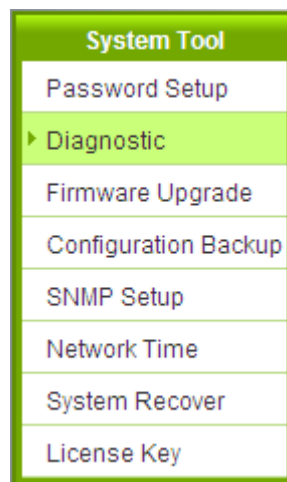 System Tool
Password Setup
Diagnostic
Firmware Upgrade
Configuration Backup
SNMP Setup
Network Time
System Recover
License Key